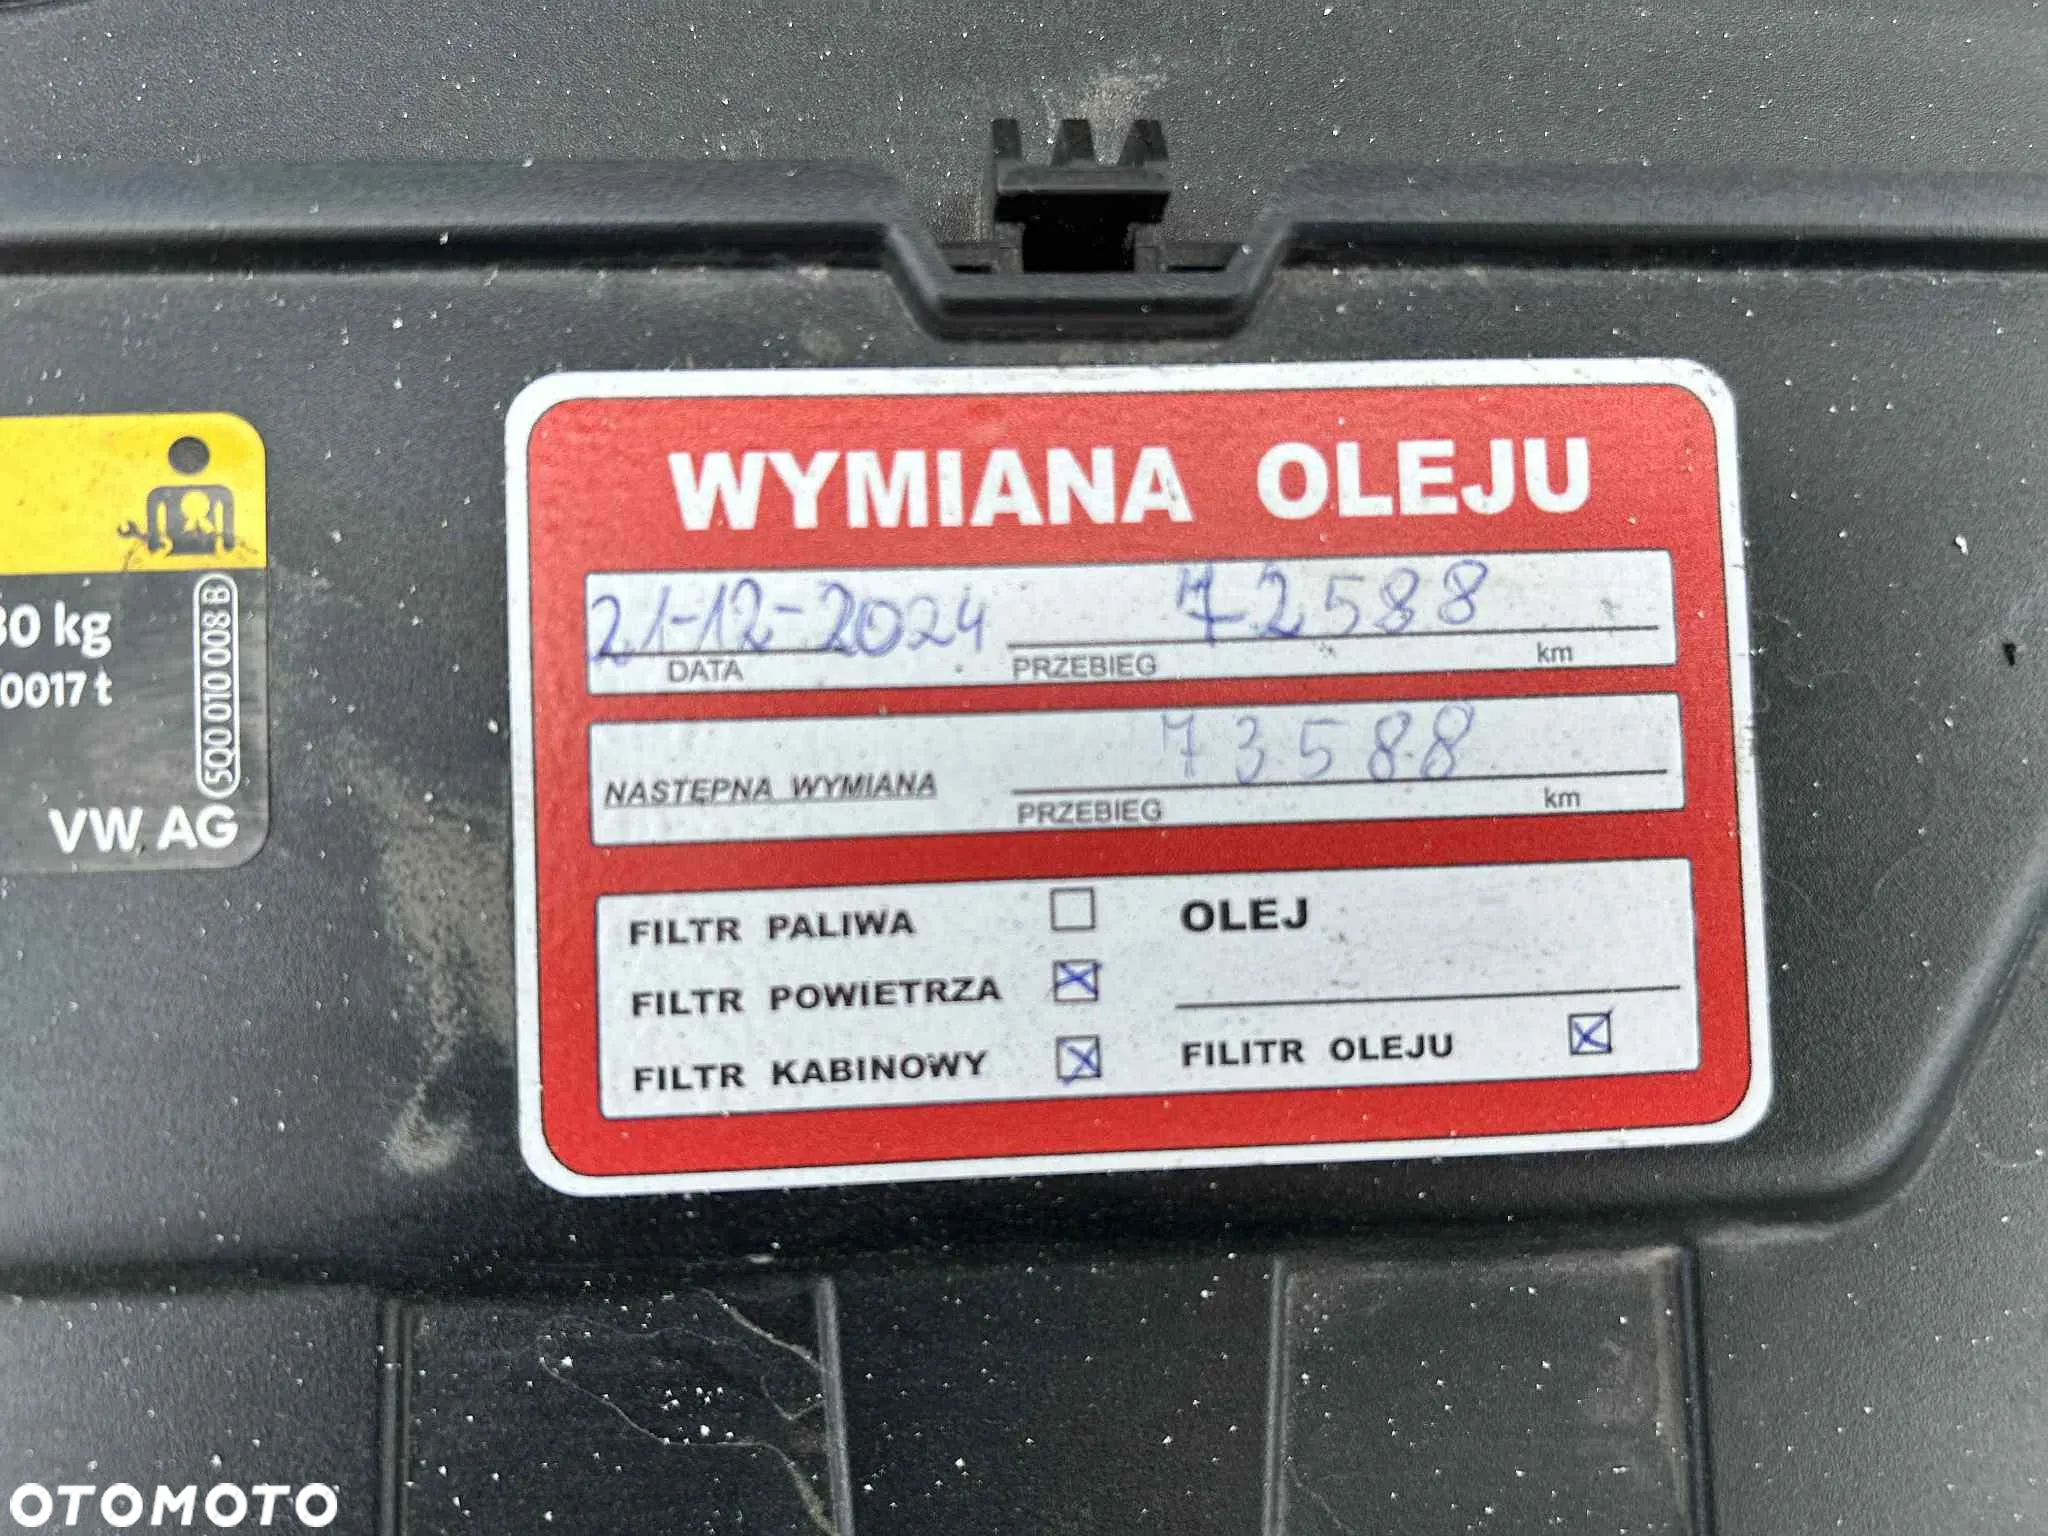 WYMIANA OLEJU
21-12-2024 72588
DATA PRZEBIEG km
73588
NASTĘPNA WYMIANA PRZEBIEG km
FILTR PALIWA OLEJ
FILTR POWIETRZA
FILTR KABINOWY FILITR OLEJU
30 kg
0017 t
5Q0 010 008 B
VW AG
OTOMOTO